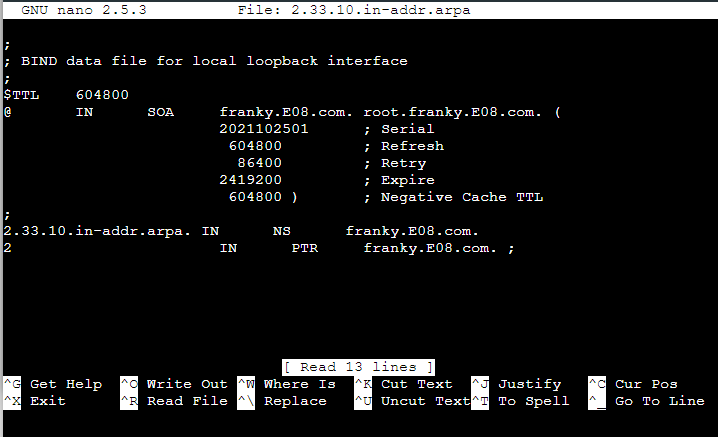 GNU nano 2.5.3 File: 2.33.10.in-addr.arpa
;
; BIND data file for local loopback interface
;
$TTL 604800
@ IN SOA franky.E08.com. root.franky.E08.com. (
2021102501 ; Serial
604800 ; Refresh
86400 ; Retry
2419200 ; Expire
604800 ) ; Negative Cache TTL
;
2.33.10.in-addr.arpa. IN NS franky.E08.com.
2 IN PTR franky.E08.com. ;
[ Read 13 lines ]
^G Get Help ^O Write Out ^W Where Is ^K Cut Text ^J Justify ^C Cur Pos
^X Exit ^R Read File ^\ Replace ^U Uncut Text ^T To Spell ^_ Go To Line